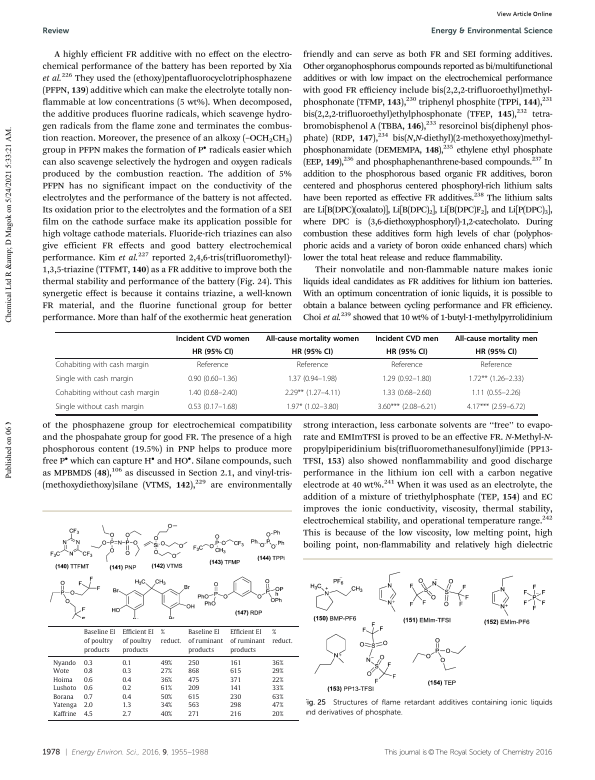 View Article Online
Review
Energy & Environmental Science
A highly efficient FR additive with no effect on the electro-
chemical performance of the battery has been reported by Xia
et al.226 They used the (ethoxy)pentafluorocyclotriphosphazene
(PFPN, 139) additive which can make the electrolyte totally non-
flammable at low concentrations (5 wt%). When decomposed,
the additive produces fluorine radicals, which scavenge hydro-
gen radicals from the flame zone and terminates the combus-
tion reaction. Moreover, the presence of an alkoxy (–OCH2CH3)
group in PFPN makes the formation of P• radicals easier which
can also scavenge selectively the hydrogen and oxygen radicals
produced by the combustion reaction. The addition of 5%
PFPN has no significant impact on the conductivity of the
electrolytes and the performance of the battery is not affected.
Its oxidation prior to the electrolytes and the formation of a SEI
film on the cathode surface make its application possible for
high voltage cathode materials. Fluoride-rich triazines can also
give efficient FR effects and good battery electrochemical
performance. Kim et al.227 reported 2,4,6-tris(trifluoromethyl)-
1,3,5-triazine (TTFMT, 140) as a FR additive to improve both the
thermal stability and performance of the battery (Fig. 24). This
synergetic effect is because it contains triazine, a well-known
FR material, and the fluorine functional group for better
performance. More than half of the exothermic heat generation
friendly and can serve as both FR and SEI forming additives.
Other organophosphorus compounds reported as bi/multifunctional
additives or with low impact on the electrochemical performance
with good FR efficiency include bis(2,2,2-trifluoroethyl)methyl-
phosphonate (TFMP, 143),230 triphenyl phosphite (TPPi, 144),231
bis(2,2,2-trifluoroethyl)ethylphosphonate (TFEP, 145),232 tetra-
bromobisphenol A (TBBA, 146),233 resorcinol bis(diphenyl phos-
phate) (RDP, 147),234 bis(N,N-diethyl)(2-methoxyethoxy)methyl-
phosphonamidate (DEMEMPA, 148),235 ethylene ethyl phosphate
(EEP, 149),236 and phosphaphenanthrene-based compounds.237 In
addition to the phosphorous based organic FR additives, boron
centered and phosphorus centered phosphoryl-rich lithium salts
have been reported as effective FR additives.238 The lithium salts
are Li[B(DPC)(oxalato)], Li[B(DPC)2], Li[B(DPC)F2], and Li[P(DPC)3],
where DPC is (3,6-diethoxyphosphoryl)-1,2-catecholato. During
combustion these additives form high levels of char (polyphos-
phoric acids and a variety of boron oxide enhanced chars) which
lower the total heat release and reduce flammability.
Their nonvolatile and non-flammable nature makes ionic
liquids ideal candidates as FR additives for lithium ion batteries.
With an optimum concentration of ionic liquids, it is possible to
obtain a balance between cycling performance and FR efficiency.
Choi et al.239 showed that 10 wt% of 1-butyl-1-methylpyrrolidinium
Incident CVD women All-cause mortality women Incident CVD men All-cause mortality men
HR (95% CI) HR (95% CI) HR (95% CI) HR (95% CI)
Cohabiting with cash margin Reference Reference Reference Reference
Single with cash margin 0.90 (0.60–1.36) 1.37 (0.94–1.98) 1.29 (0.92–1.80) 1.72** (1.26–2.33)
Cohabiting without cash margin 1.40 (0.68–2.40) 2.29** (1.27–4.11) 1.33 (0.68–2.60) 1.11 (0.55–2.26)
Single without cash margin 0.53 (0.17–1.68) 1.97* (1.02–3.80) 3.60*** (2.08–6.21) 4.17*** (2.59–6.72)
of the phosphazene group for electrochemical compatibility
and the phospahate group for good FR. The presence of a high
phosphorous content (19.5%) in PNP helps to produce more
free P• which can capture H• and HO•. Silane compounds, such
as MPBMDS (48),106 as discussed in Section 2.1, and vinyl-tris-
(methoxydiethoxy)silane (VTMS, 142),229 are environmentally
strong interaction, less carbonate solvents are “free” to evapo-
rate and EMImTFSI is proved to be an effective FR. N-Methyl-N-
propylpiperidinium bis(trifluoromethanesulfonyl)imide (PP13-
TFSI, 153) also showed nonflammability and good discharge
performance in the lithium ion cell with a carbon negative
electrode at 40 wt%.241 When it was used as an electrolyte, the
addition of a mixture of triethylphosphate (TEP, 154) and EC
improves the ionic conductivity, viscosity, thermal stability,
electrochemical stability, and operational temperature range.242
This is because of the low viscosity, low melting point, high
boiling point, non-flammability and relatively high dielectric
(140) TTFMT
(141) PNP
(142) VTMS
(143) TFMP
(144) TPPi
(147) RDP
Baseline EI Efficient EI % Baseline EI Efficient EI %
of poultry of poultry reduct. of ruminant of ruminant reduct.
products products products products
Nyando 0.3 0.1 49% 250 161 36%
Wote 0.8 0.3 27% 868 615 29%
Hoima 0.6 0.4 36% 475 371 22%
Lushoto 0.6 0.2 61% 209 141 33%
Borana 0.7 0.4 50% 615 230 63%
Yatenga 2.0 1.3 34% 563 298 47%
Kaffrine 4.5 2.7 40% 271 216 20%
(150) BMP-PF6
(151) EMIm-TFSI
(152) EMIm-PF6
(153) PP13-TFSI
(154) TEP
ig. 25 Structures of flame retardant additives containing ionic liquids
nd derivatives of phosphate.
Chemical Ltd R &amp; D Magak on 5/24/2021 5:33:21 AM.
Published on 06
1978 | Energy Environ. Sci., 2016, 9, 1955–1988
This journal is © The Royal Society of Chemistry 2016